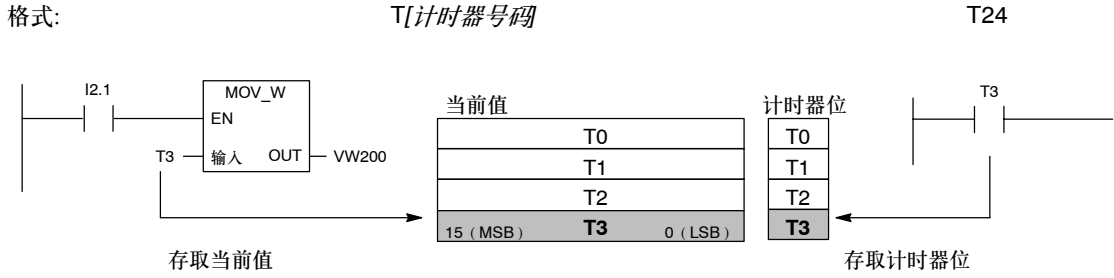 格式: T[计时器号码] T24
I2.1 MOV_W 当前值 计时器位 T3
EN T0 T0
T3 输入 OUT VW200 T1 T1
T2 T2
15（MSB） T3 0（LSB） T3
存取当前值 存取计时器位